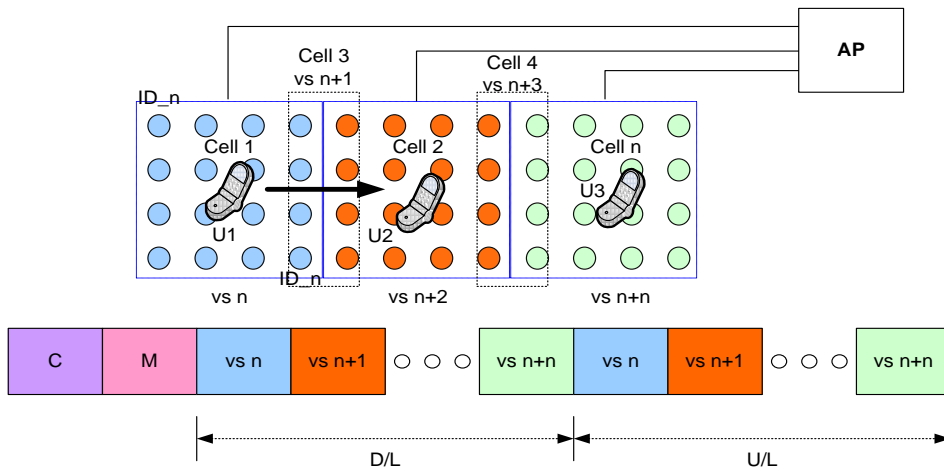 AP
Cell 3
vs n+1
Cell 4
vs n+3
ID_n
Cell 1
Cell 2
Cell n
U1
U2
U3
ID_n
vs n
vs n+2
vs n+n
C
M
vs n
vs n+1
vs n+n
vs n
vs n+1
vs n+n
D/L
U/L